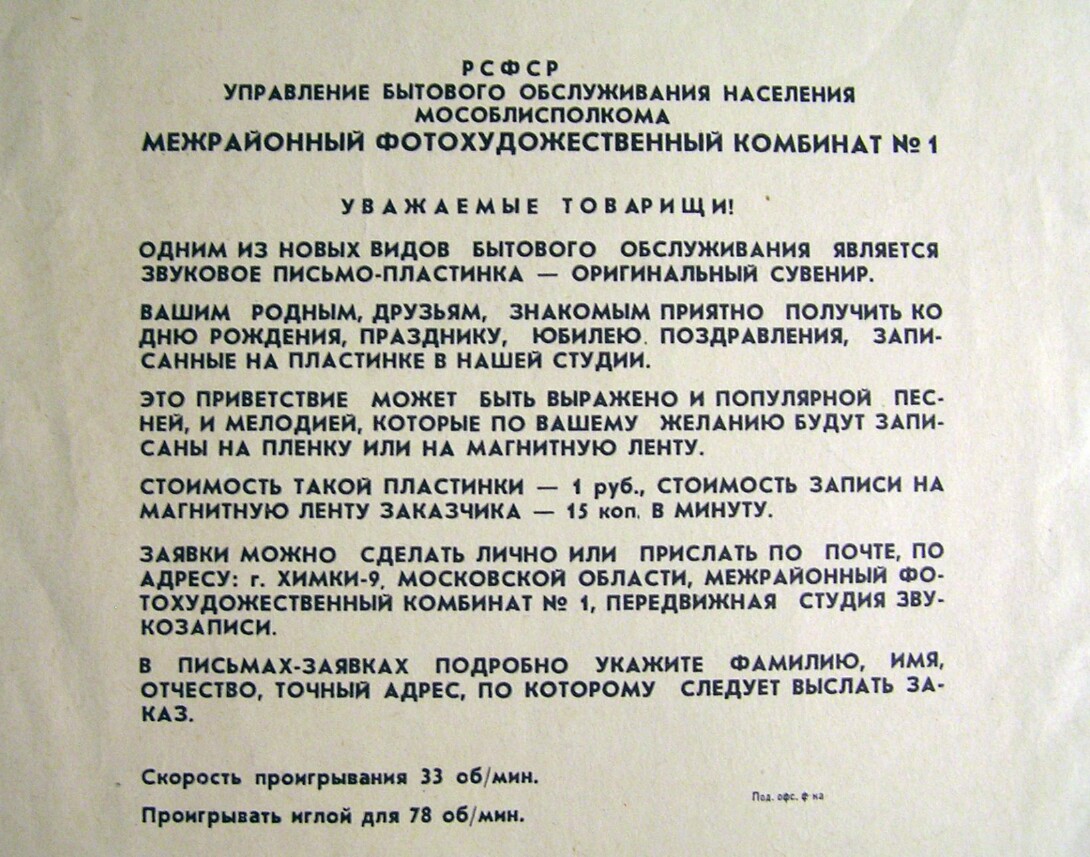 РСФСР
УПРАВЛЕНИЕ БЫТОВОГО ОБСЛУЖИВАНИЯ НАСЕЛЕНИЯ
МОСОБЛИСПОЛКОМА
МЕЖРАЙОННЫЙ ФОТОХУДОЖЕСТВЕННЫЙ КОМБИНАТ № 1
УВАЖАЕМЫЕ ТОВАРИЩИ!
ОДНИМ ИЗ НОВЫХ ВИДОВ БЫТОВОГО ОБСЛУЖИВАНИЯ ЯВЛЯЕТСЯ
ЗВУКОВОЕ ПИСЬМО-ПЛАСТИНКА — ОРИГИНАЛЬНЫЙ СУВЕНИР.
ВАШИМ РОДНЫМ, ДРУЗЬЯМ, ЗНАКОМЫМ ПРИЯТНО ПОЛУЧИТЬ КО
ДНЮ РОЖДЕНИЯ, ПРАЗДНИКУ, ЮБИЛЕЮ ПОЗДРАВЛЕНИЯ, ЗАПИ-
САННЫЕ НА ПЛАСТИНКЕ В НАШЕЙ СТУДИИ.
ЭТО ПРИВЕТСТВИЕ МОЖЕТ БЫТЬ ВЫРАЖЕНО И ПОПУЛЯРНОЙ ПЕС-
НЕЙ, И МЕЛОДИЕЙ, КОТОРЫЕ ПО ВАШЕМУ ЖЕЛАНИЮ БУДУТ ЗАПИ-
САНЫ НА ПЛЕНКУ ИЛИ НА МАГНИТНУЮ ЛЕНТУ.
СТОИМОСТЬ ТАКОЙ ПЛАСТИНКИ — 1 руб., СТОИМОСТЬ ЗАПИСИ НА
МАГНИТНУЮ ЛЕНТУ ЗАКАЗЧИКА — 15 коп. В МИНУТУ.
ЗАЯВКИ МОЖНО СДЕЛАТЬ ЛИЧНО ИЛИ ПРИСЛАТЬ ПО ПОЧТЕ, ПО
АДРЕСУ: г. ХИМКИ-9, МОСКОВСКОЙ ОБЛАСТИ, МЕЖРАЙОННЫЙ ФО-
ТОХУДОЖЕСТВЕННЫЙ КОМБИНАТ № 1, ПЕРЕДВИЖНАЯ СТУДИЯ ЗВУ-
КОЗАПИСИ.
В ПИСЬМАХ-ЗАЯВКАХ ПОДРОБНО УКАЖИТЕ ФАМИЛИЮ, ИМЯ,
ОТЧЕСТВО, ТОЧНЫЙ АДРЕС, ПО КОТОРОМУ СЛЕДУЕТ ВЫСЛАТЬ ЗА-
КАЗ.
Скорость проигрывания 33 об/мин.
Под. офс. ф-ка
Проигрывать иглой для 78 об/мин.